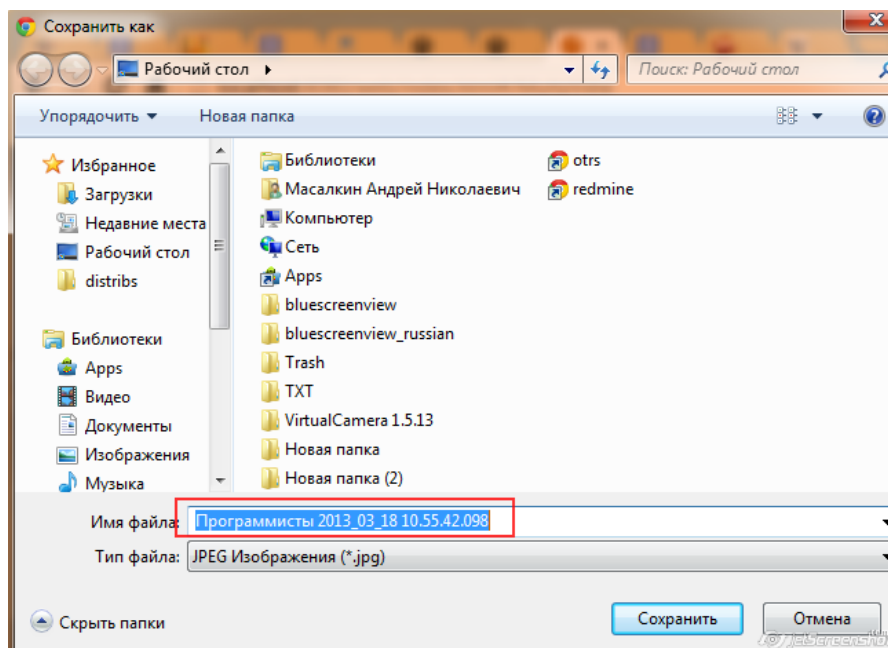 Сохранить как
Рабочий стол
Поиск: Рабочий стол
Упорядочить
Новая папка
Избранное
Загрузки
Недавние места
Рабочий стол
distribs
Библиотеки
Apps
Видео
Документы
Изображения
Музыка
Библиотеки
Масалкин Андрей Николаевич
Компьютер
Сеть
Apps
bluescreenview
bluescreenview_russian
Trash
TXT
VirtualCamera 1.5.13
Новая папка
Новая папка (2)
otrs
redmine
Имя файла: Программисты 2013_03_18 10.55.42.098
Тип файла: JPEG Изображения (*.jpg)
Скрыть папки
Сохранить
Отмена